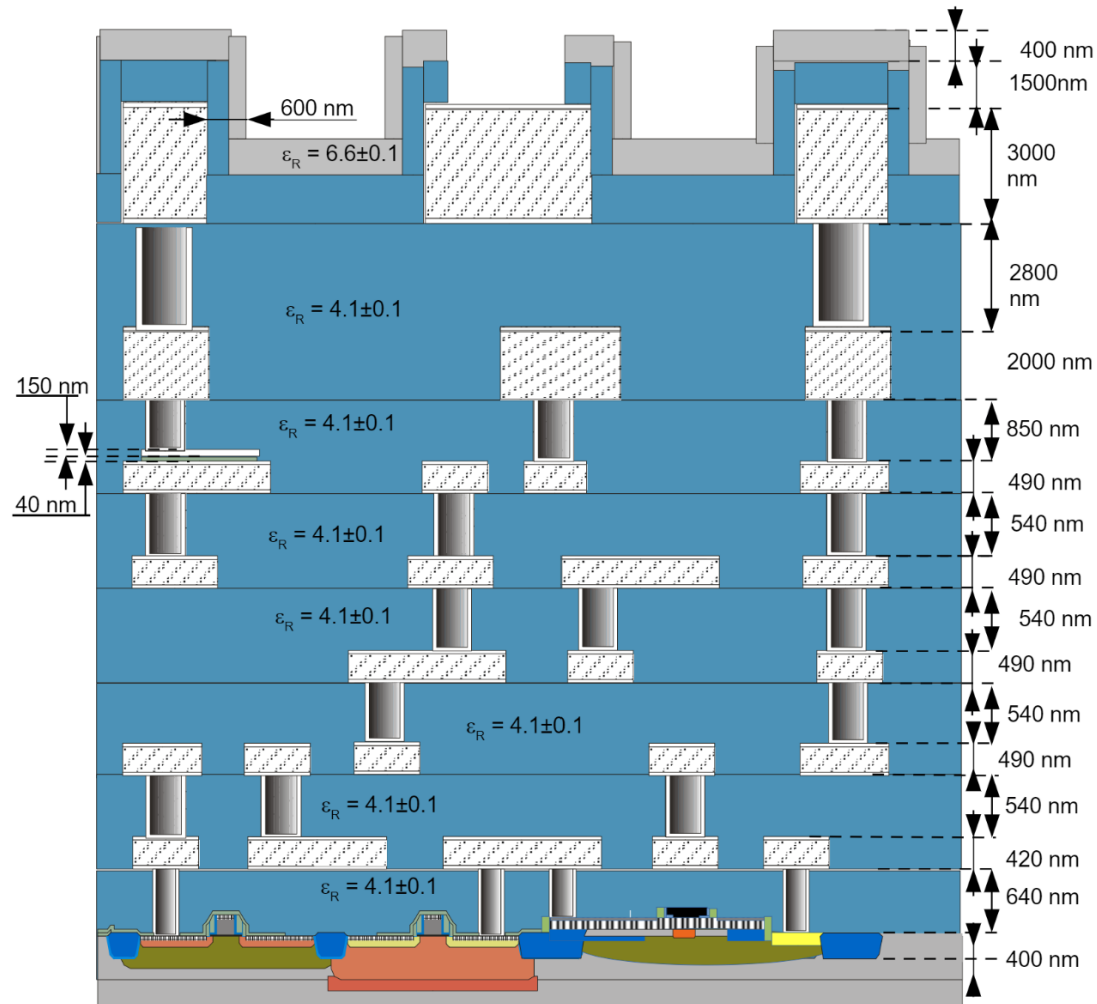 400 nm
1500nm
600 nm
εR = 6.6±0.1
3000
nm
2800
nm
εR = 4.1±0.1
2000 nm
150 nm
εR = 4.1±0.1
850 nm
490 nm
40 nm
εR = 4.1±0.1
540 nm
490 nm
εR = 4.1±0.1
540 nm
490 nm
εR = 4.1±0.1
540 nm
490 nm
εR = 4.1±0.1
540 nm
420 nm
εR = 4.1±0.1
640 nm
400 nm